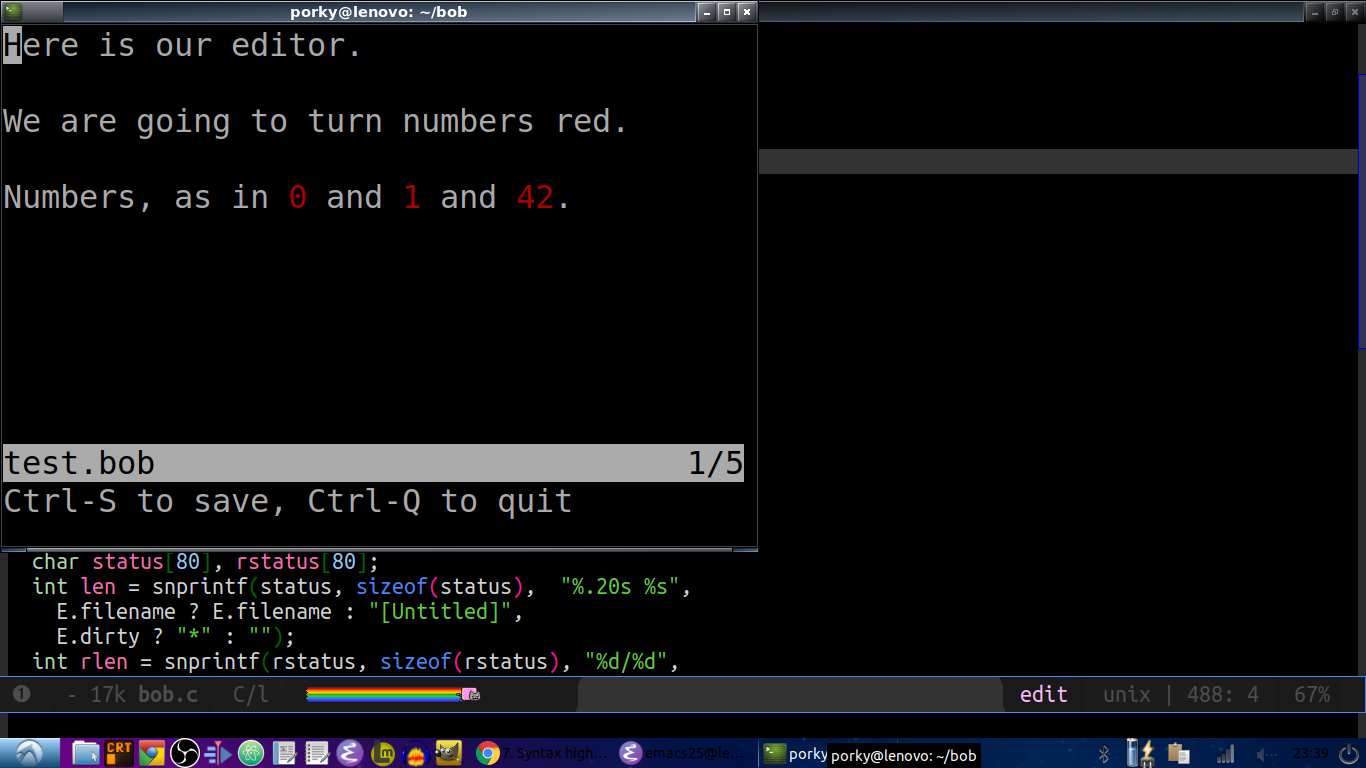 porky@lenovo: ~/bob
Here is our editor.
We are going to turn numbers red.
Numbers, as in 0 and 1 and 42.
test.bob 1/5
Ctrl-S to save, Ctrl-Q to quit
char status[80], rstatus[80];
int len = snprintf(status, sizeof(status), "%.20s %s",
E.filename ? E.filename : "[Untitled]",
E.dirty ? "*" : "");
int rlen = snprintf(rstatus, sizeof(rstatus), "%d/%d",
❶ - 17k bob.c C/l edit unix | 488: 4 67%
CRT 7. Syntax high... emacs25@le... porky porky@lenovo: ~/bob 23:39